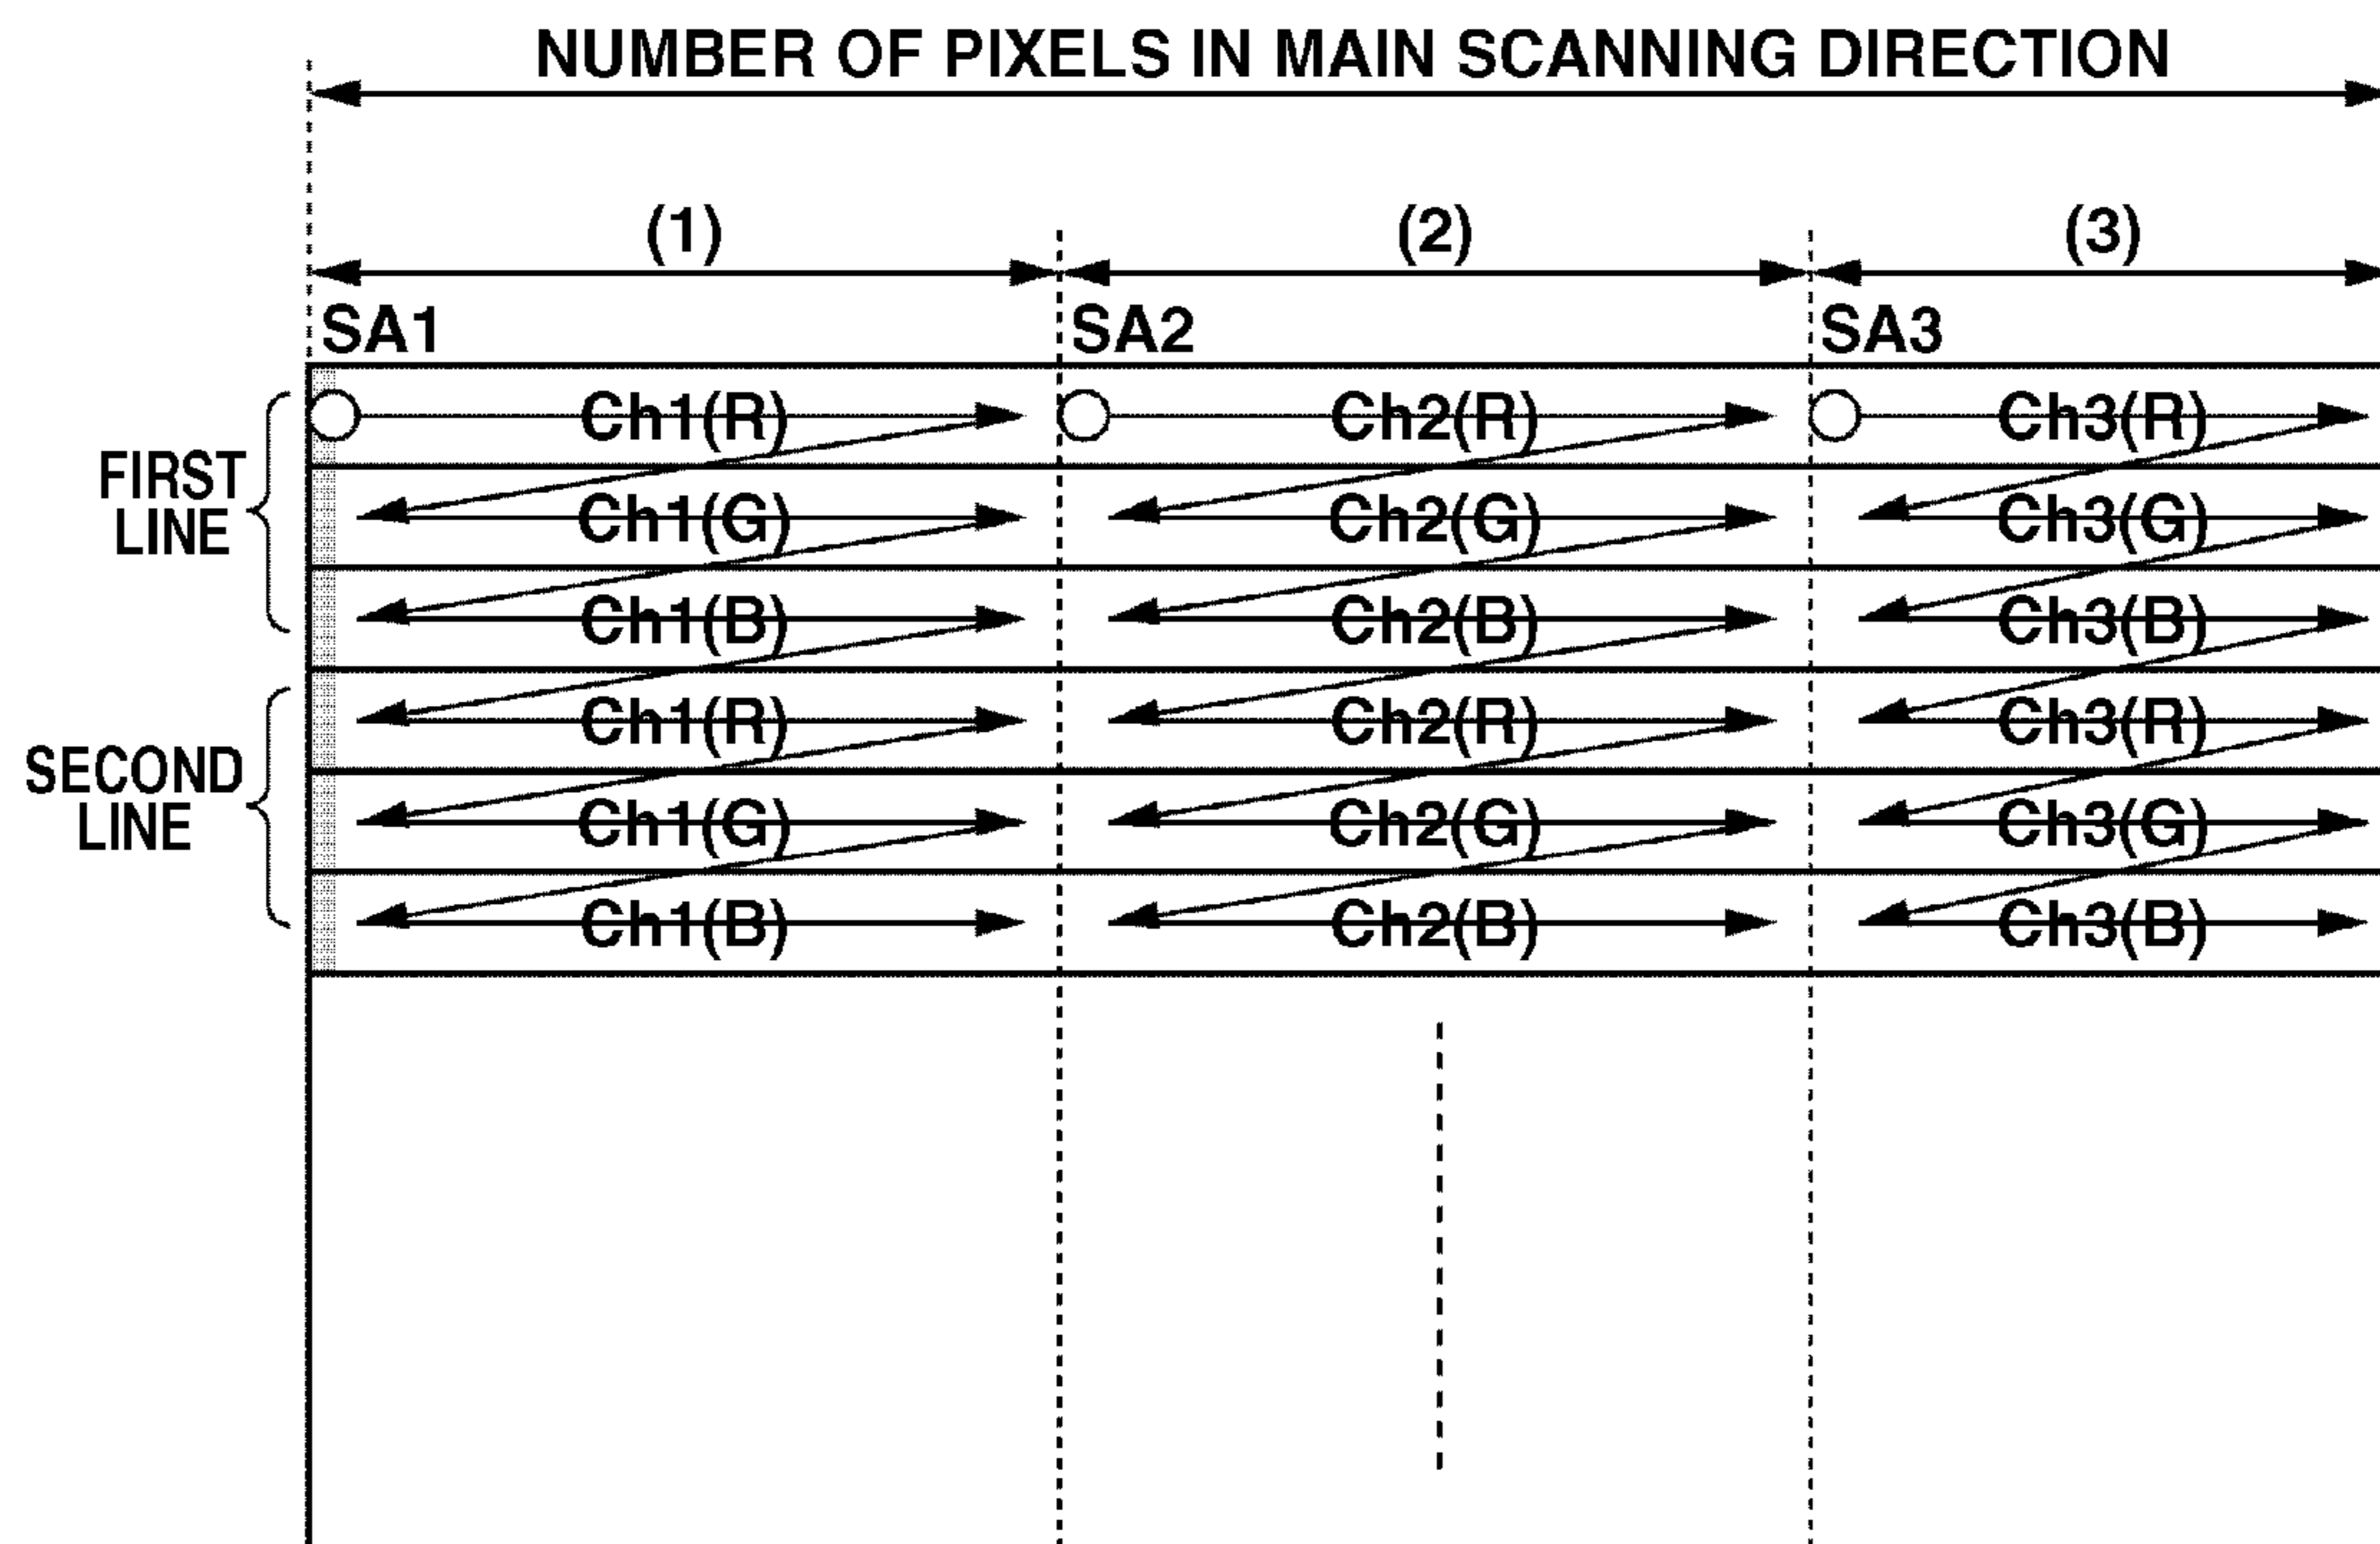 NUMBER OF PIXELS IN MAIN SCANNING DIRECTION
(1) (2) (3)
SA1 SA2 SA3
FIRST
LINE
Ch1(R) Ch2(R) Ch3(R)
Ch1(G) Ch2(G) Ch3(G)
Ch1(B) Ch2(B) Ch3(B)
SECOND
LINE
Ch1(R) Ch2(R) Ch3(R)
Ch1(G) Ch2(G) Ch3(G)
Ch1(B) Ch2(B) Ch3(B)